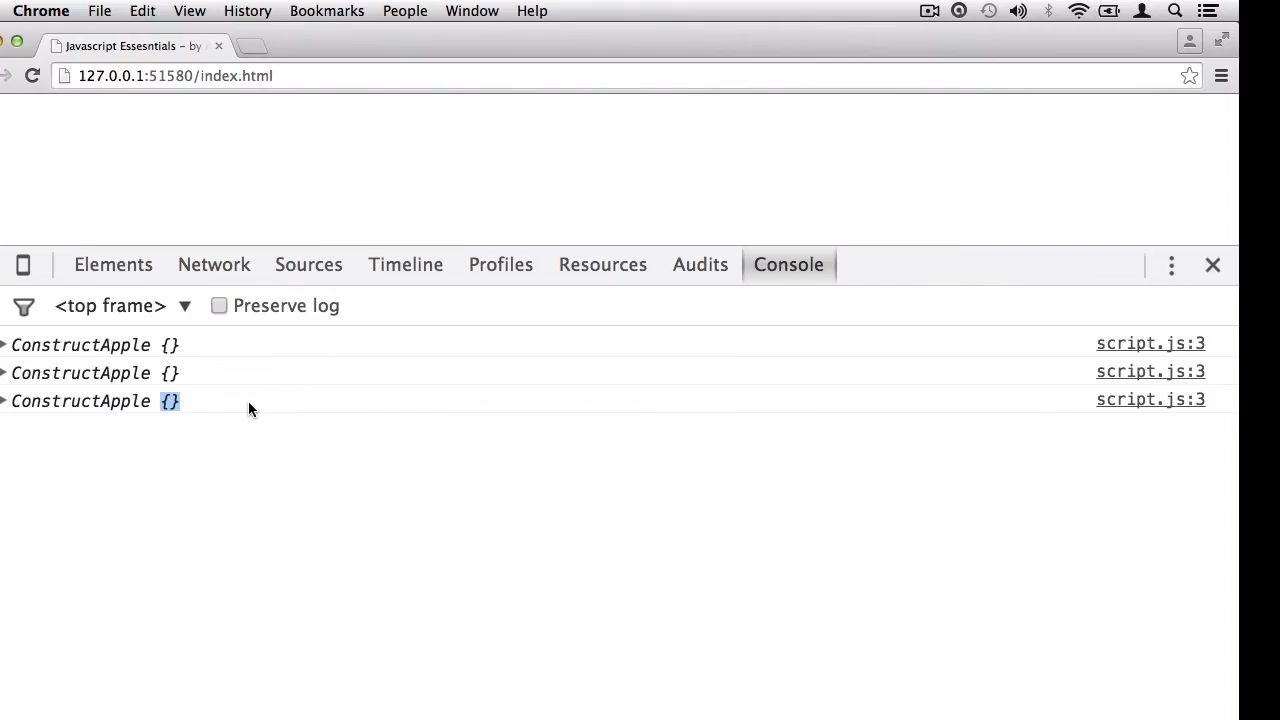 Chrome File Edit View History Bookmarks People Window Help
Javascript Essesntials – by
127.0.0.1:51580/index.html
Elements Network Sources Timeline Profiles Resources Audits Console
<top frame> Preserve log
ConstructApple {} script.js:3
ConstructApple {} script.js:3
ConstructApple {} script.js:3